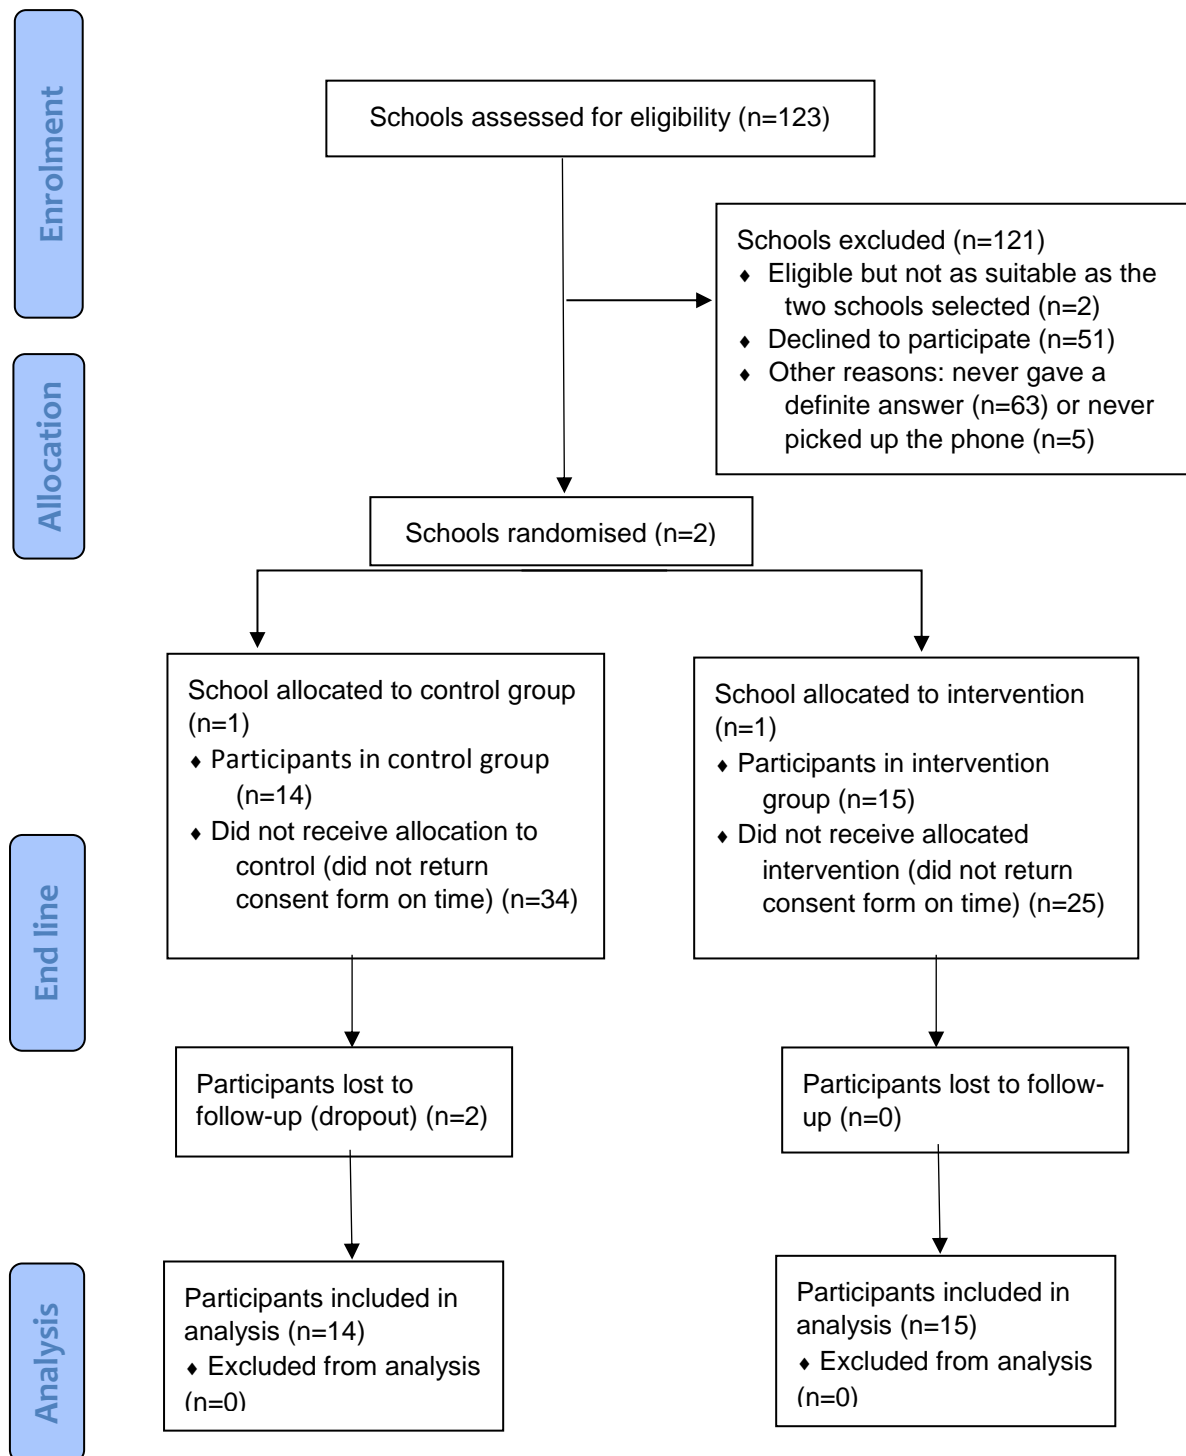 Enrolment
Schools assessed for eligibility (n=123)
Schools excluded (n=121)
♦ Eligible but not as suitable as the
two schools selected (n=2)
♦ Declined to participate (n=51)
♦ Other reasons: never gave a
definite answer (n=63) or never
picked up the phone (n=5)
Allocation
Schools randomised (n=2)
School allocated to control group
(n=1)
♦ Participants in control group
(n=14)
♦ Did not receive allocation to
control (did not return
consent form on time) (n=34)
School allocated to intervention
(n=1)
♦ Participants in intervention
group (n=15)
♦ Did not receive allocated
intervention (did not return
consent form on time) (n=25)
End line
Participants lost to
follow-up (dropout) (n=2)
Participants lost to follow-
up (n=0)
Analysis
Participants included in
analysis (n=14)
♦ Excluded from analysis
(n=0)
Participants included in
analysis (n=15)
♦ Excluded from analysis
(n=0)